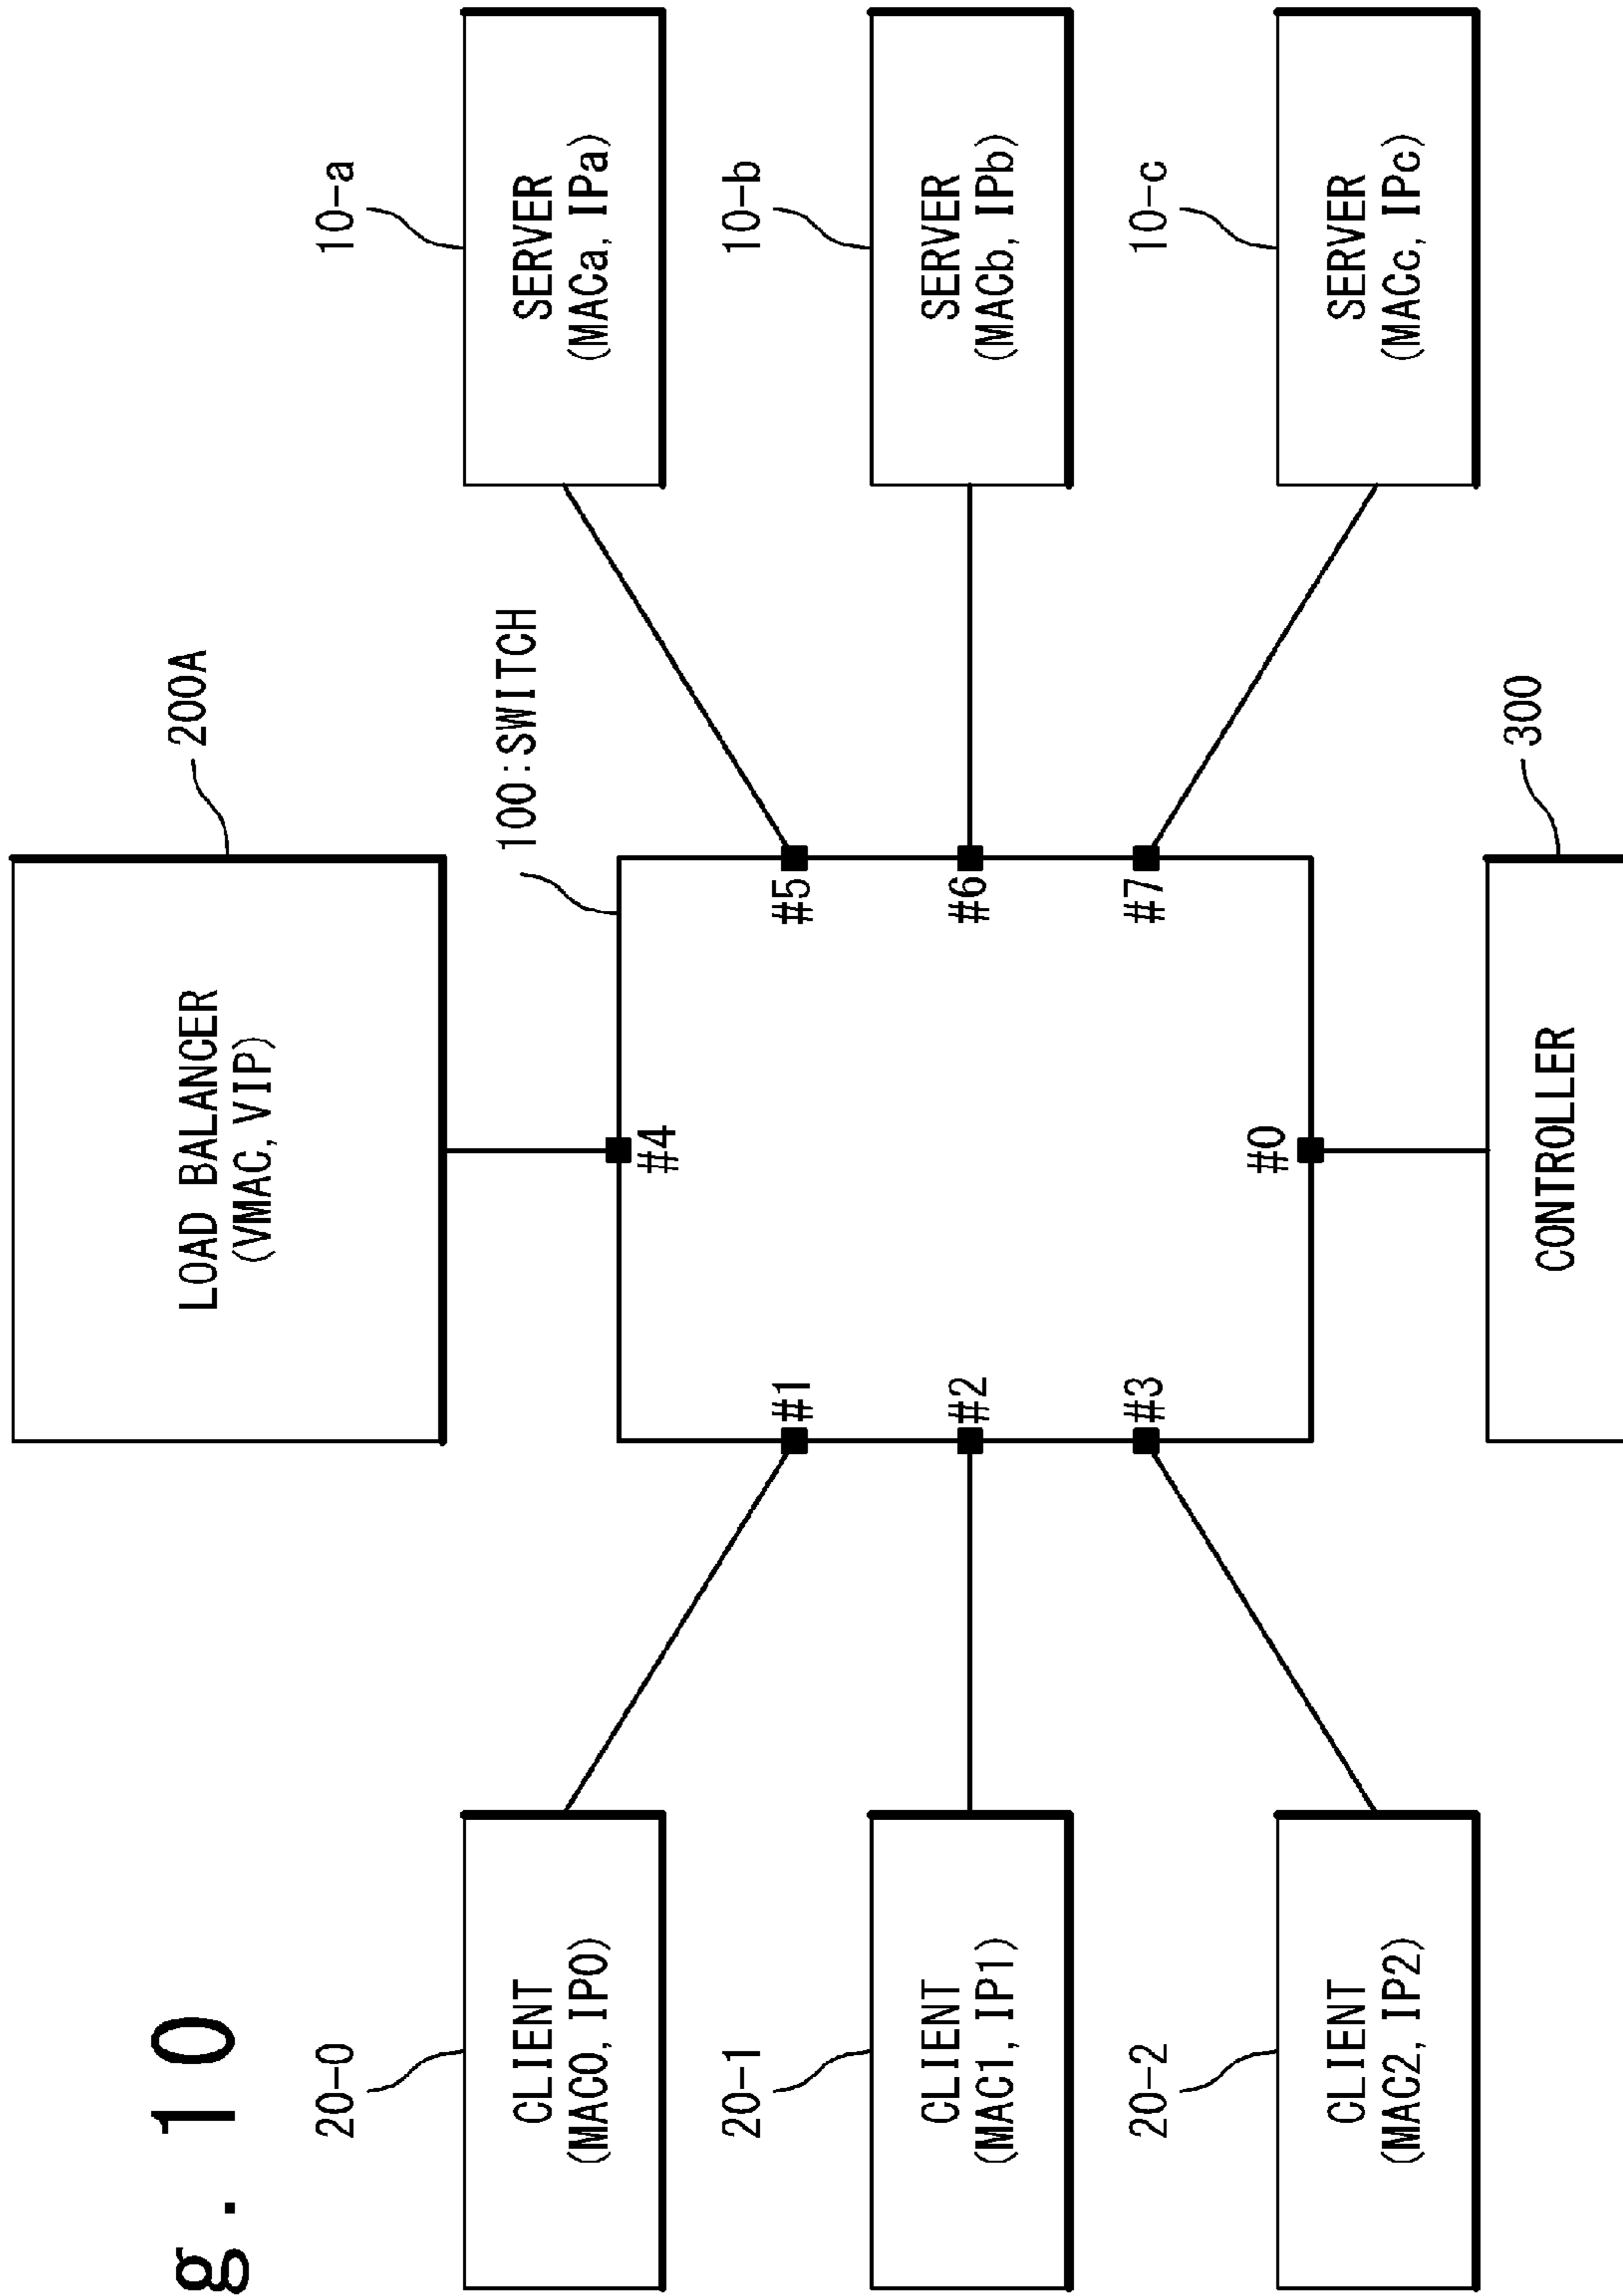 g. 10
LOAD BALANCER
(VMAC, VIP)
200A
20-0
CLIENT
(MAC0, IP0)
10-a
SERVER
(MACa, IPa)
100:SWITCH
#4
#1
#5
20-1
CLIENT
(MAC1, IP1)
#2
#6
10-b
SERVER
(MACb, IPb)
20-2
CLIENT
(MAC2, IP2)
#3
#7
10-c
SERVER
(MACc, IPc)
#0
CONTROLLER
300